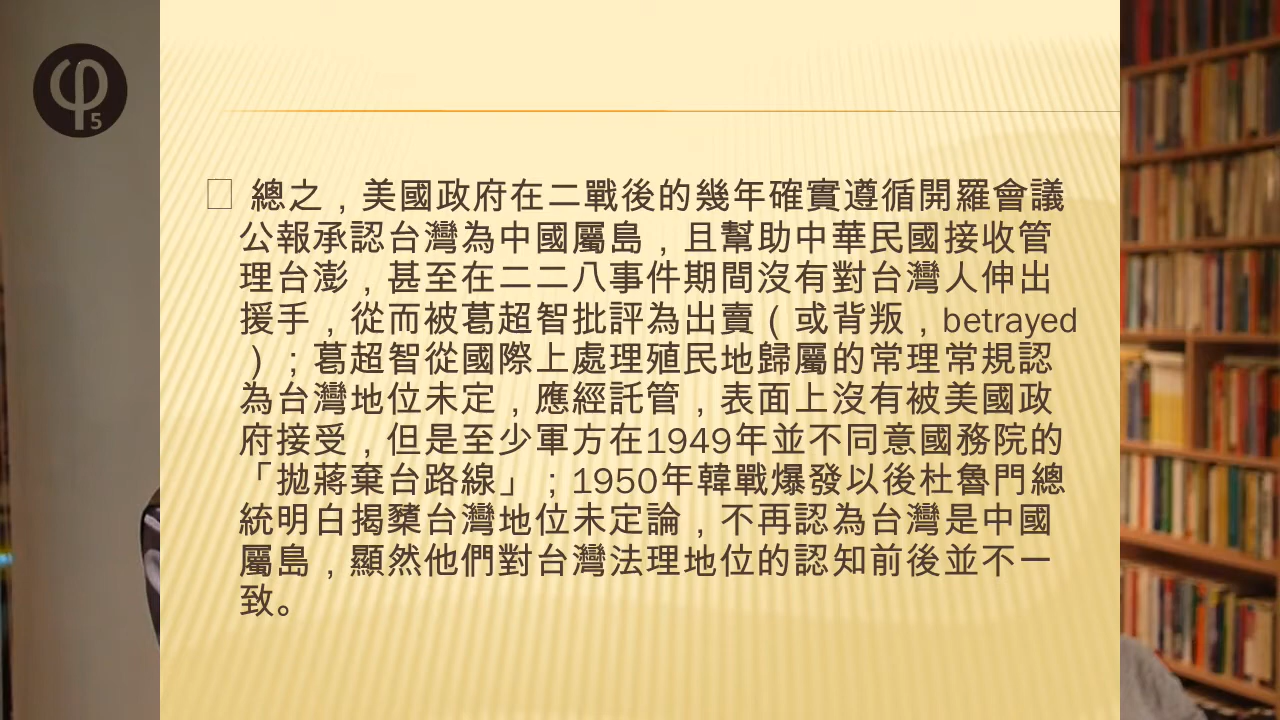 φ5
總之，美國政府在二戰後的幾年確實遵循開羅會議
公報承認台灣為中國屬島，且幫助中華民國接收管
理台澎，甚至在二二八事件期間沒有對台灣人伸出
援手，從而被葛超智批評為出賣（或背叛，betrayed
）；葛超智從國際上處理殖民地歸屬的常理常規認
為台灣地位未定，應經託管，表面上沒有被美國政
府接受，但是至少軍方在1949年並不同意國務院的
「拋蔣棄台路線」；1950年韓戰爆發以後杜魯門總
統明白揭櫫台灣地位未定論，不再認為台灣是中國
屬島，顯然他們對台灣法理地位的認知前後並不一
致。